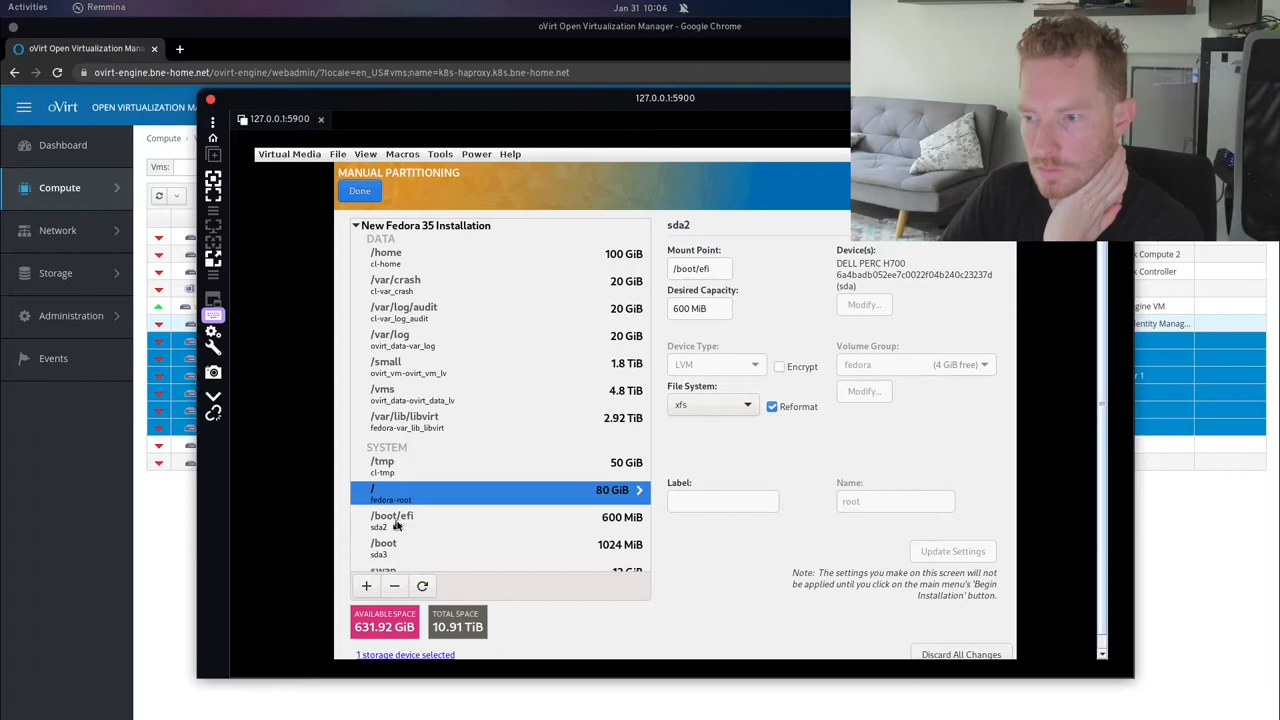 Activities
Remmina
Jan 31 10:06
oVirt Open Virtualization Manager - Google Chrome
oVirt Open Virtualization Mana
ovirt-engine.bne-home.net/ovirt-engine/webadmin/?locale=en_US#vms;name=k8s-haproxy.k8s.bne-home.net
oVirt OPEN VIRTUALIZATION MA
127.0.0.1:5900
127.0.0.1:5900
Dashboard
Compute
Network
Storage
Administration
Events
Compute
Vms:
Virtual Media File View Macros Tools Power Help
MANUAL PARTITIONING
Done
New Fedora 35 Installation
DATA
/home 100 GiB
cl-home
/var/crash 20 GiB
cl-var_crash
/var/log/audit 20 GiB
cl-var_log_audit
/var/log 20 GiB
ovirt_data-var_log
/small 1.8 TiB
ovirt_vm-ovirt_vm_lv
/vms 4.8 TiB
ovirt_data-ovirt_data_lv
/var/lib/libvirt 2.92 TiB
fedora-var_lib_libvirt
SYSTEM
/tmp 50 GiB
cl-tmp
/ 80 GiB
fedora-root
/boot/efi 600 MiB
sda2
/boot 1024 MiB
sda3
swap
AVAILABLE SPACE
631.92 GiB
TOTAL SPACE
10.91 TiB
1 storage device selected
sda2
Mount Point:
/boot/efi
Desired Capacity:
600 MiB
Device(s):
DELL PERC H700
6a4badb052ee7c0022f04b240c23237d
(sda)
Modify...
Device Type:
LVM
Encrypt
Volume Group:
fedora (4 GiB free)
Modify...
File System:
xfs
Reformat
Label:
Name:
root
Update Settings
Note: The settings you make on this screen will not
be applied until you click on the main menu's 'Begin
Installation' button.
Discard All Changes
Compute 2
Controller
gine VM
entity Manag...
r 1